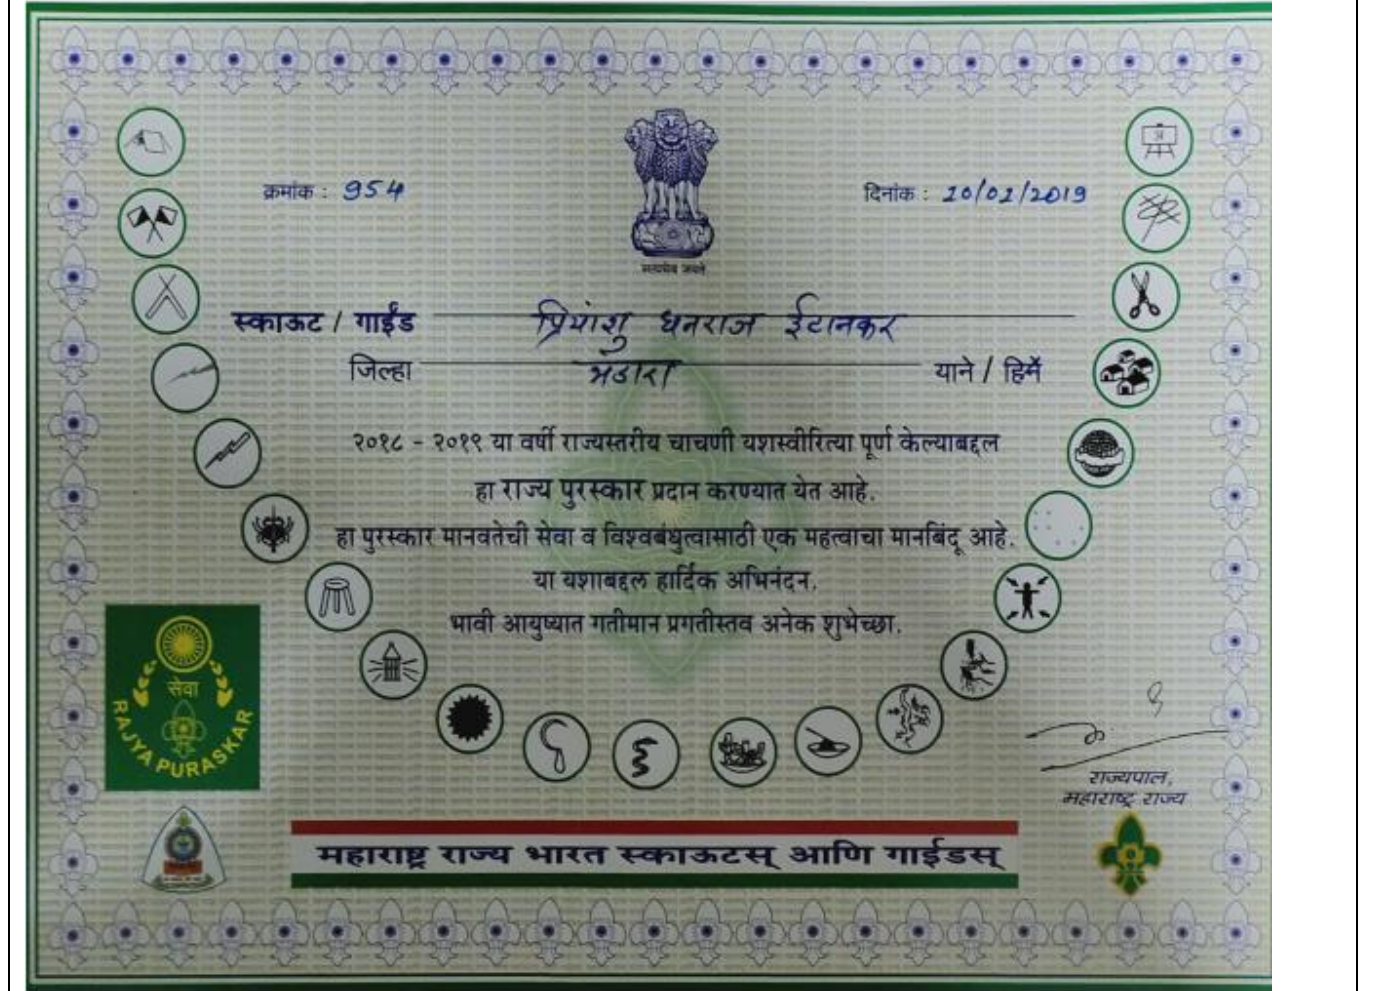 क्रमांक : 954
दिनांक : 20/02/2019
सत्यमेव जयते
स्काऊट / गाईड प्रियांशु धनराज ईटानकर
जिल्हा भंडारा याने / हिने
२०१८ - २०१९ या वर्षी राज्यस्तरीय चाचणी यशस्वीरित्या पूर्ण केल्याबद्दल
हा राज्य पुरस्कार प्रदान करण्यात येत आहे.
हा पुरस्कार मानवतेची सेवा व विश्वबंधुत्वासाठी एक महत्वाचा मानबिंदू आहे.
या यशाबद्दल हार्दिक अभिनंदन.
भावी आयुष्यात गतीमान प्रगतीस्तव अनेक शुभेच्छा.
सेवा
RAJYA PURASKAR
राज्यपाल,
महाराष्ट्र राज्य
महाराष्ट्र राज्य भारत स्काऊटस् आणि गाईडस्